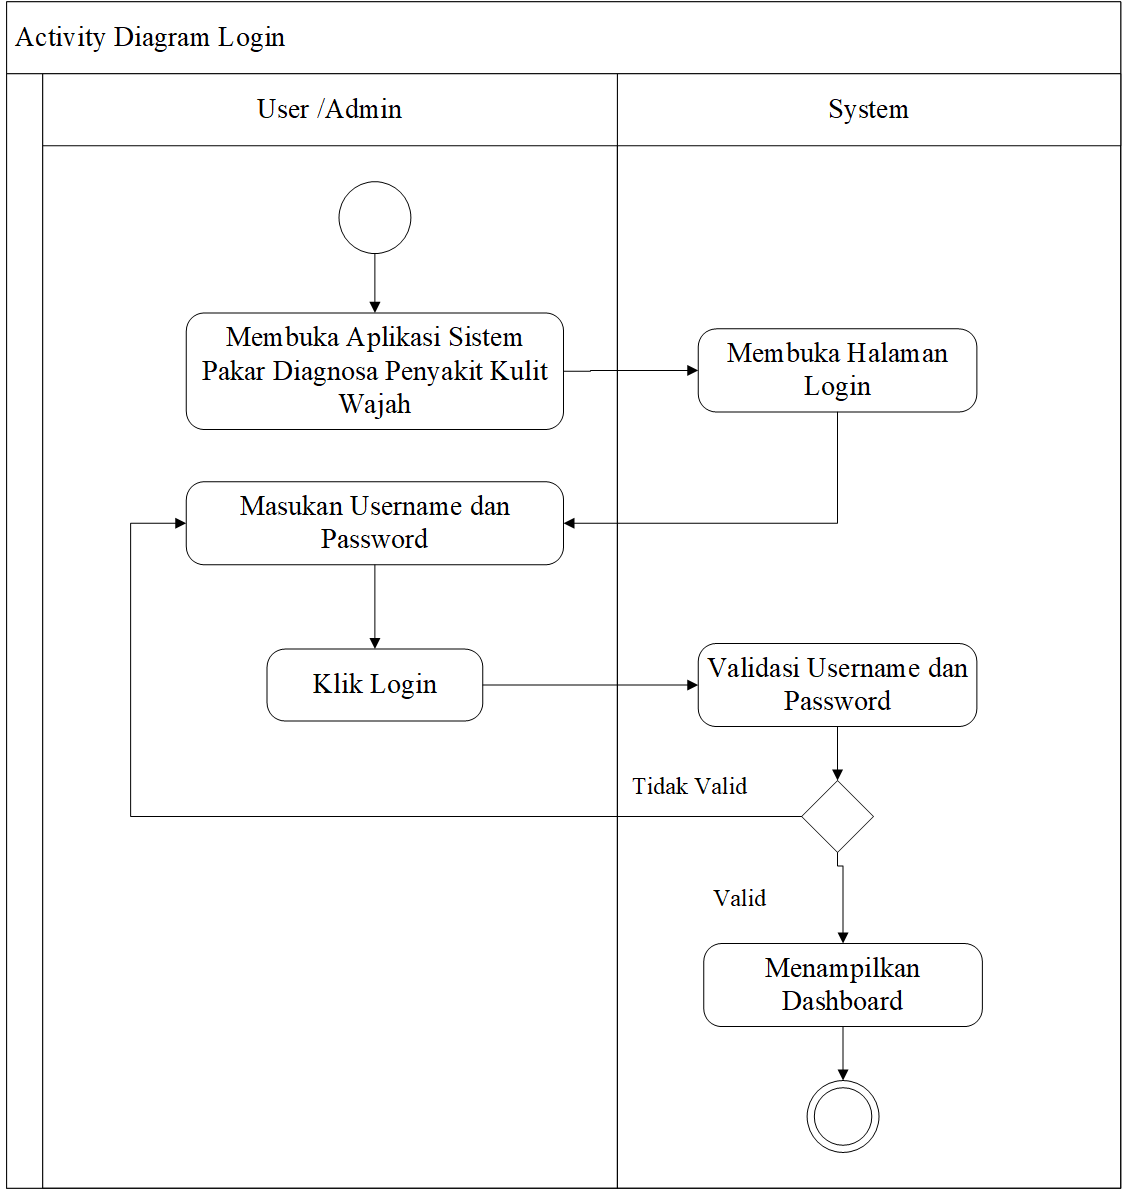 Activity Diagram Login
User /Admin
System
Membuka Aplikasi Sistem
Pakar Diagnosa Penyakit Kulit
Wajah
Membuka Halaman
Login
Masukan Username dan
Password
Klik Login
Validasi Username dan
Password
Tidak Valid
Valid
Menampilkan
Dashboard